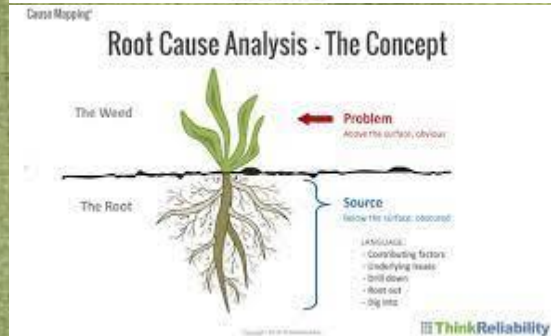 Cause Mapping®
Root Cause Analysis - The Concept
The Weed
Problem
Above the surface, obvious
The Root
Source
Below the surface, obscured
LANGUAGE:
- Contributing factors
- Underlying issues
- Drill down
- Root out
- Dig into
ThinkReliability